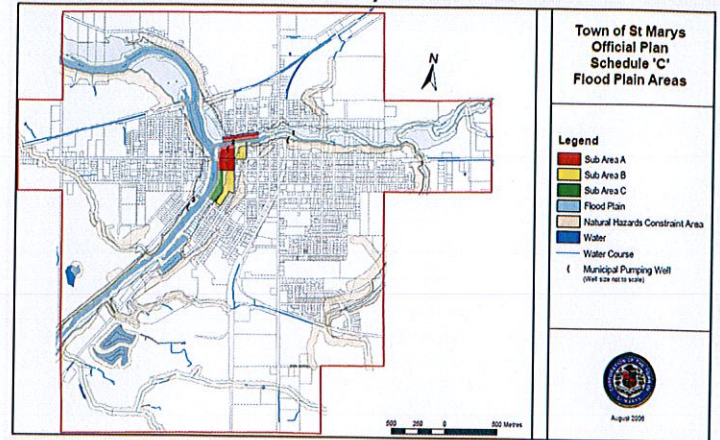 Town of St Marys
Official Plan
Schedule 'C'
Flood Plain Areas
N
Legend
Sub Area A
Sub Area B
Sub Area C
Flood Plain
Natural Hazards Constraint Area
Water
Water Course
Municipal Pumping Well
(Well size not to scale)
500 250 0 500 Metres
August 2006